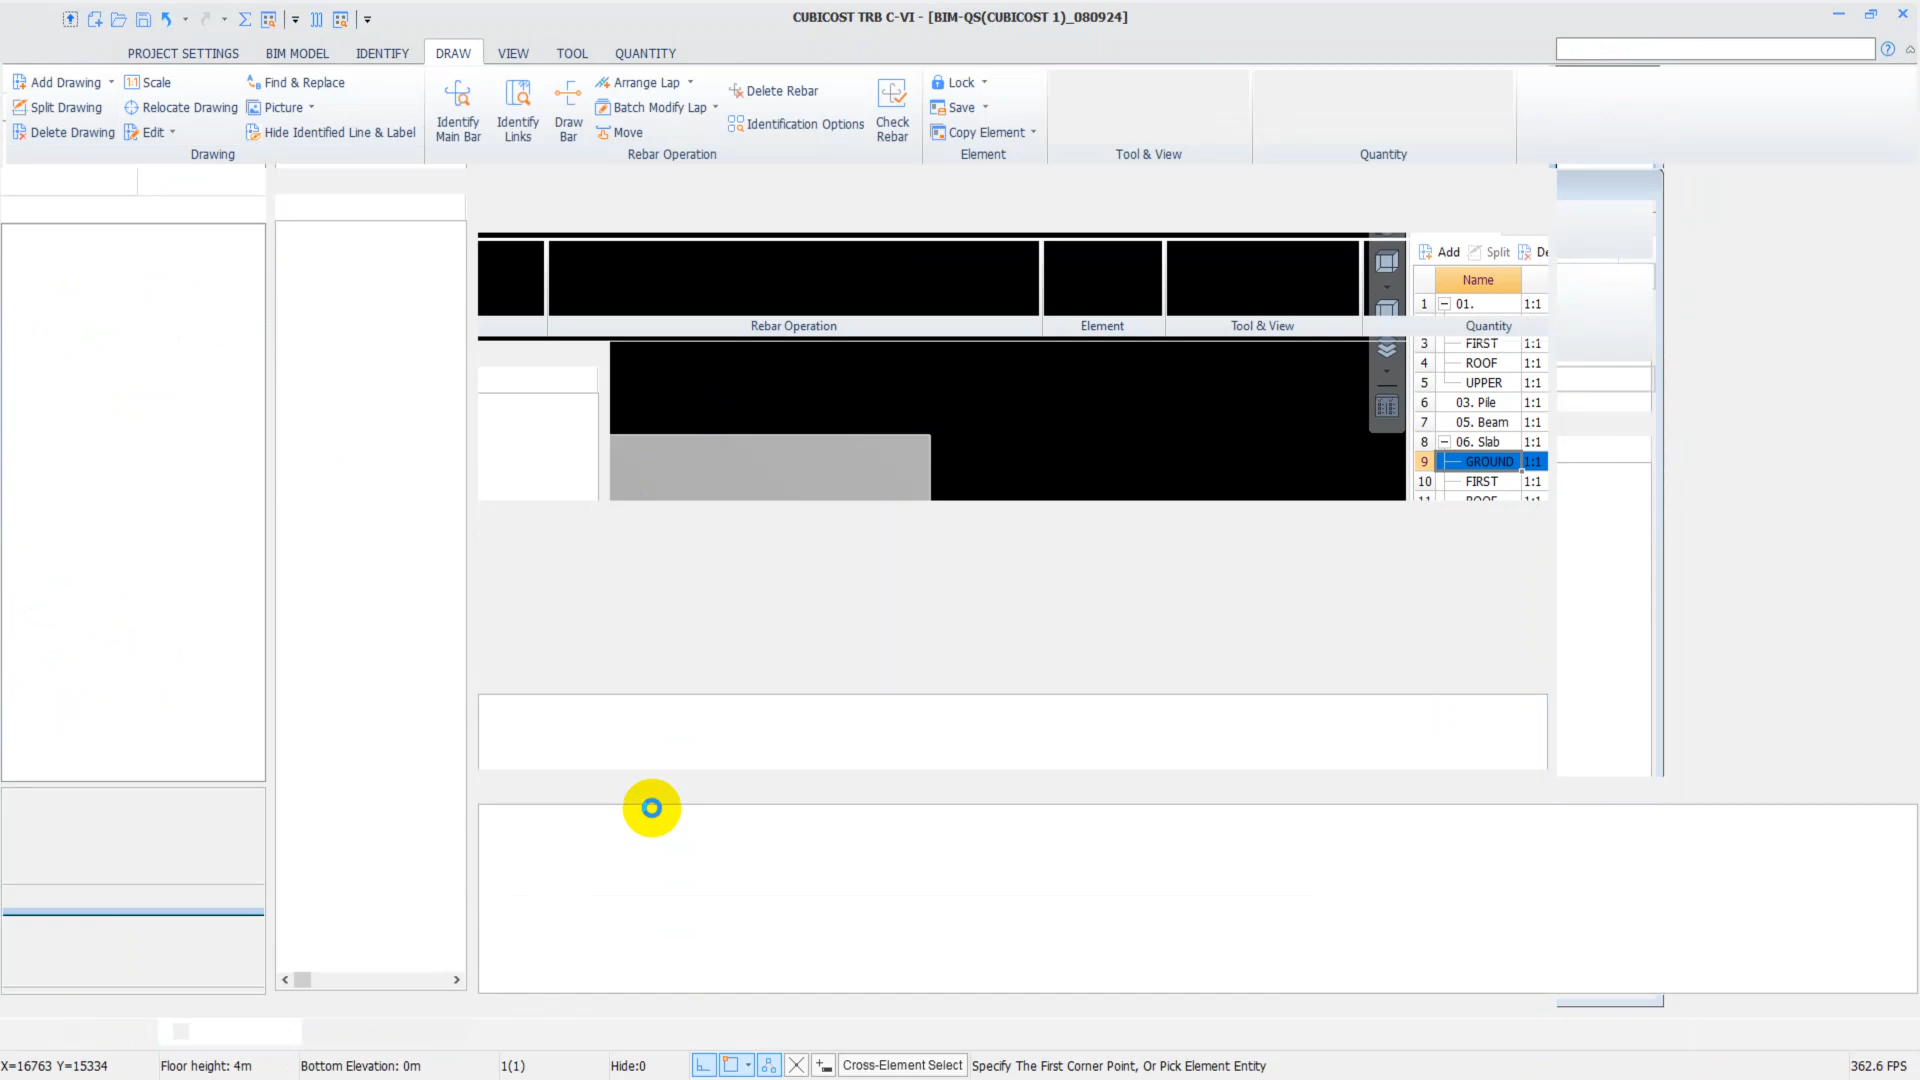 CUBICOST TRB C-VI - [BIM-QS(CUBICOST 1)_080924]
PROJECT SETTINGS BIM MODEL IDENTIFY DRAW VIEW TOOL QUANTITY
Add Drawing Scale Find & Replace
Split Drawing Relocate Drawing Picture
Delete Drawing Edit Hide Identified Line & Label
Drawing
Identify Main Bar
Identify Links
Draw Bar
Arrange Lap
Batch Modify Lap
Move
Delete Rebar
Identification Options
Check Rebar
Rebar Operation
Lock
Save
Copy Element
Element
Tool & View
Quantity
Rebar Operation Element Tool & View Quantity
Add Split De
Name
1 01. 1:1
3 FIRST 1:1
4 ROOF 1:1
5 UPPER 1:1
6 03. Pile 1:1
7 05. Beam 1:1
8 06. Slab 1:1
9 GROUND 1:1
10 FIRST 1:1
11 ROOF 1:1
X=16763 Y=15334 Floor height: 4m Bottom Elevation: 0m 1(1) Hide:0 Cross-Element Select Specify The First Corner Point, Or Pick Element Entity 362.6 FPS